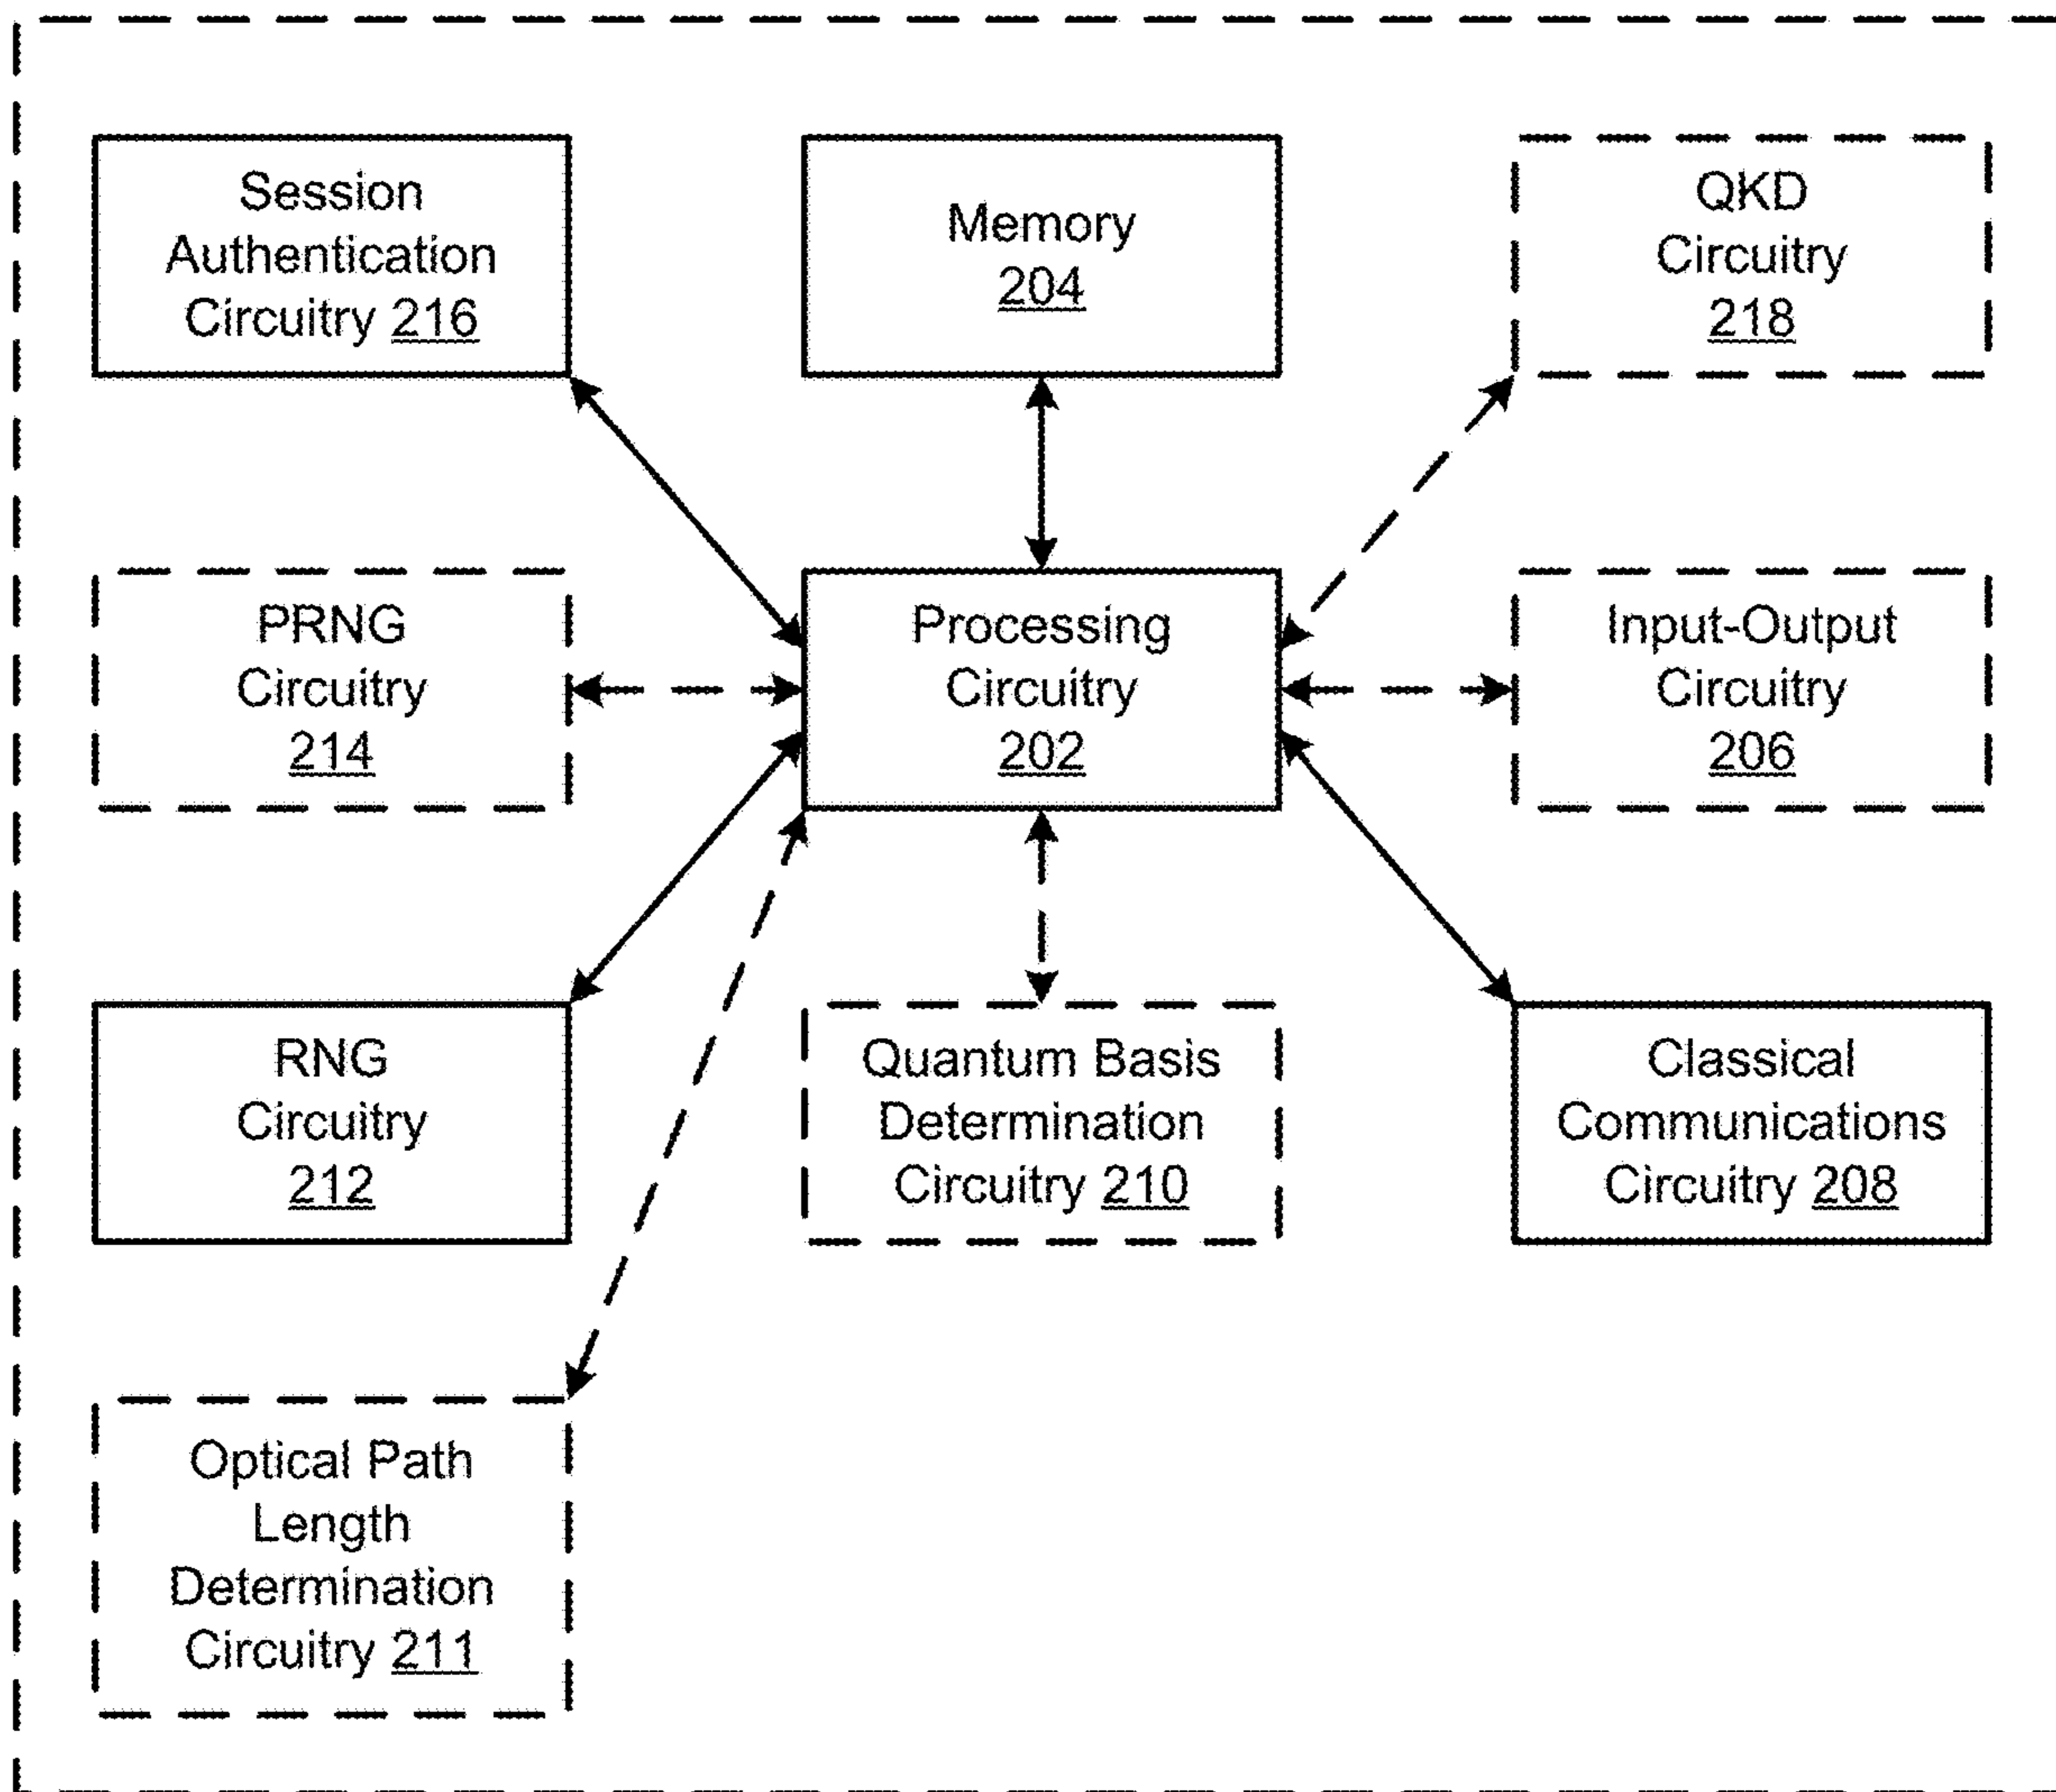 Session
Authentication
Circuitry 216
Memory
204
QKD
Circuitry
218
PRNG
Circuitry
214
Processing
Circuitry
202
Input-Output
Circuitry
206
RNG
Circuitry
212
Quantum Basis
Determination
Circuitry 210
Classical
Communications
Circuitry 208
Optical Path
Length
Determination
Circuitry 211